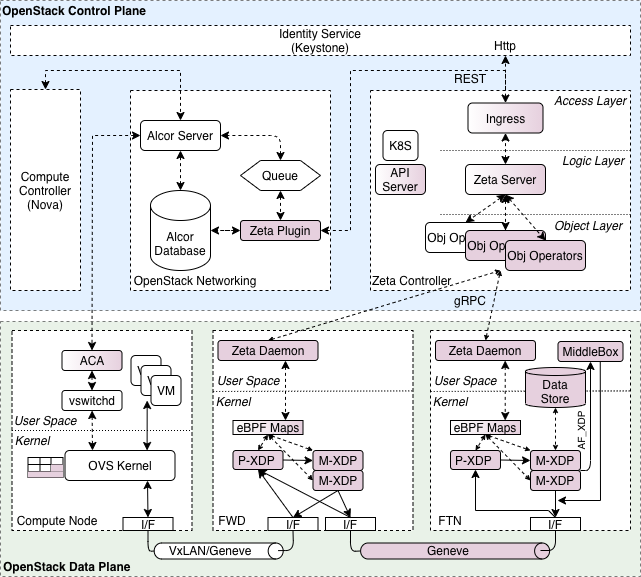 OpenStack Control Plane
Identity Service
(Keystone)
Http
REST
Access Layer
Ingress
Logic Layer
K8S
API
Server
Zeta Server
Object Layer
Obj Op
Obj Op
Obj Operators
Zeta Controller
Compute
Controller
(Nova)
Alcor Server
Queue
Alcor
Database
Zeta Plugin
OpenStack Networking
gRPC
ACA
vswitchd
VM
User Space
Kernel
OVS Kernel
Compute Node
I/F
Zeta Daemon
User Space
Kernel
eBPF Maps
P-XDP
M-XDP
M-XDP
FWD
I/F
I/F
Zeta Daemon
MiddleBox
User Space
Kernel
Data
Store
AF_XDP
eBPF Maps
P-XDP
M-XDP
M-XDP
FTN
I/F
VxLAN/Geneve
Geneve
OpenStack Data Plane